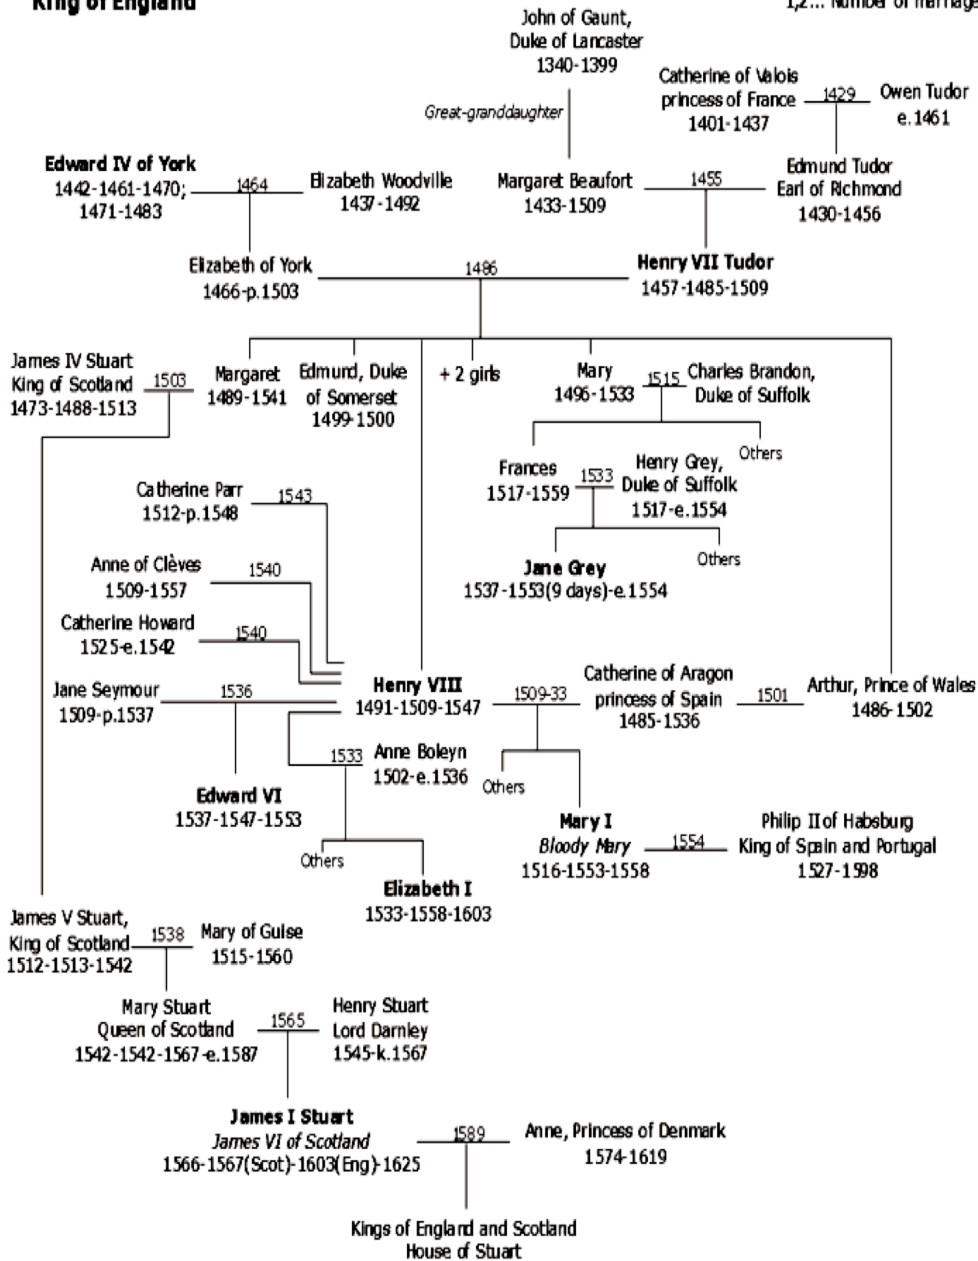 King of England
1,2... Number of marriage
John of Gaunt,
Duke of Lancaster
1340-1399
Great-granddaughter
Catherine of Valois
princess of France
1401-1437
1429
Owen Tudor
e.1461
Edward IV of York
1442-1461-1470;
1471-1483
1464
Elizabeth Woodville
1437-1492
Margaret Beaufort
1433-1509
1455
Edmund Tudor
Earl of Richmond
1430-1456
Elizabeth of York
1466-p.1503
1486
Henry VII Tudor
1457-1485-1509
James IV Stuart
King of Scotland
1473-1488-1513
1503
Margaret
1489-1541
Edmund, Duke
of Somerset
1499-1500
+ 2 girls
Mary
1496-1533
1515
Charles Brandon,
Duke of Suffolk
Others
Frances
1517-1559
1533
Henry Grey,
Duke of Suffolk
1517-e.1554
Others
Jane Grey
1537-1553(9 days)-e.1554
Catherine Parr
1512-p.1548
1543
Anne of Clèves
1509-1557
1540
Catherine Howard
1525-e.1542
1540
Jane Seymour
1509-p.1537
1536
Henry VIII
1491-1509-1547
1509-33
Catherine of Aragon
princess of Spain
1485-1536
1501
Arthur, Prince of Wales
1486-1502
1533
Anne Boleyn
1502-e.1536
Others
Edward VI
1537-1547-1553
Mary I
Bloody Mary
1516-1553-1558
1554
Philip II of Habsburg
King of Spain and Portugal
1527-1598
Others
Elizabeth I
1533-1558-1603
James V Stuart,
King of Scotland
1512-1513-1542
1538
Mary of Guise
1515-1560
Mary Stuart
Queen of Scotland
1542-1542-1567-e.1587
1565
Henry Stuart
Lord Darnley
1545-k.1567
James I Stuart
James VI of Scotland
1566-1567(Scot)-1603(Eng)-1625
1589
Anne, Princess of Denmark
1574-1619
Kings of England and Scotland
House of Stuart